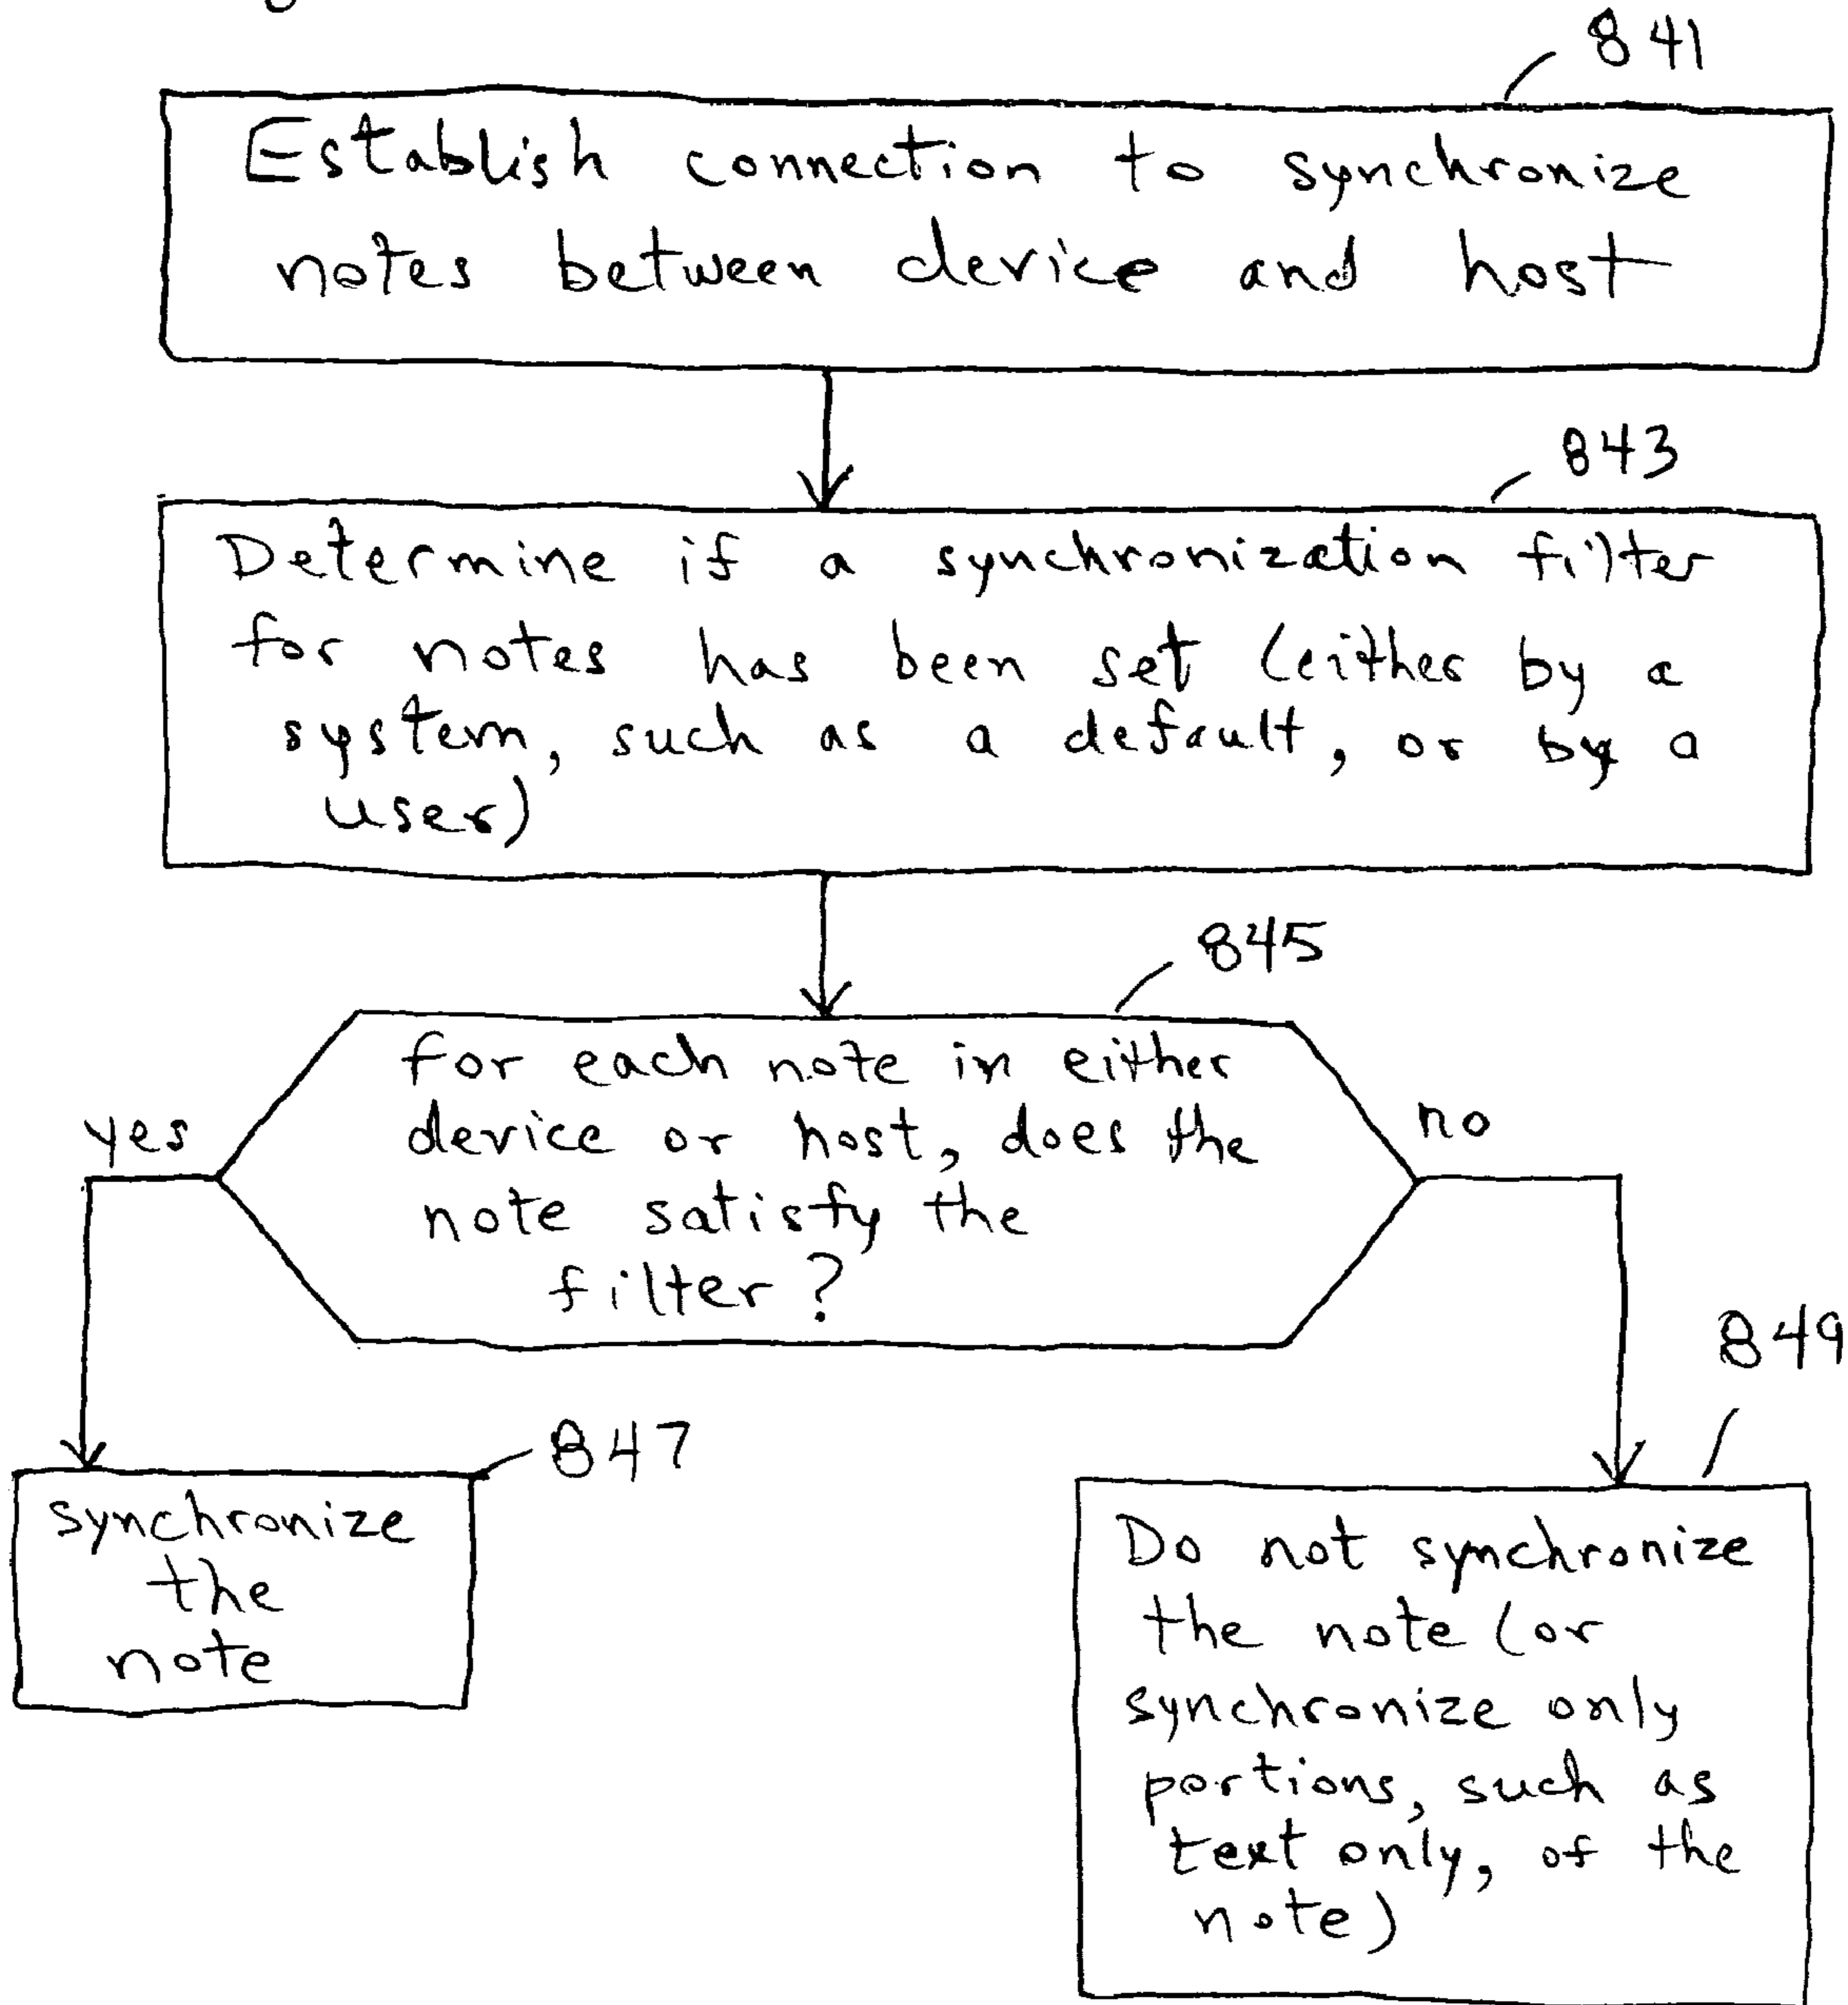 841
Establish connection to synchronize
notes between device and host
843
Determine if a synchronization filter
for notes has been set (either by a
system, such as a default, or by a
user)
845
for each note in either
device or host, does the
note satisfy the
filter?
yes
no
847
synchronize
the
note
849
Do not synchronize
the note (or
synchronize only
portions, such as
text only, of the
note)